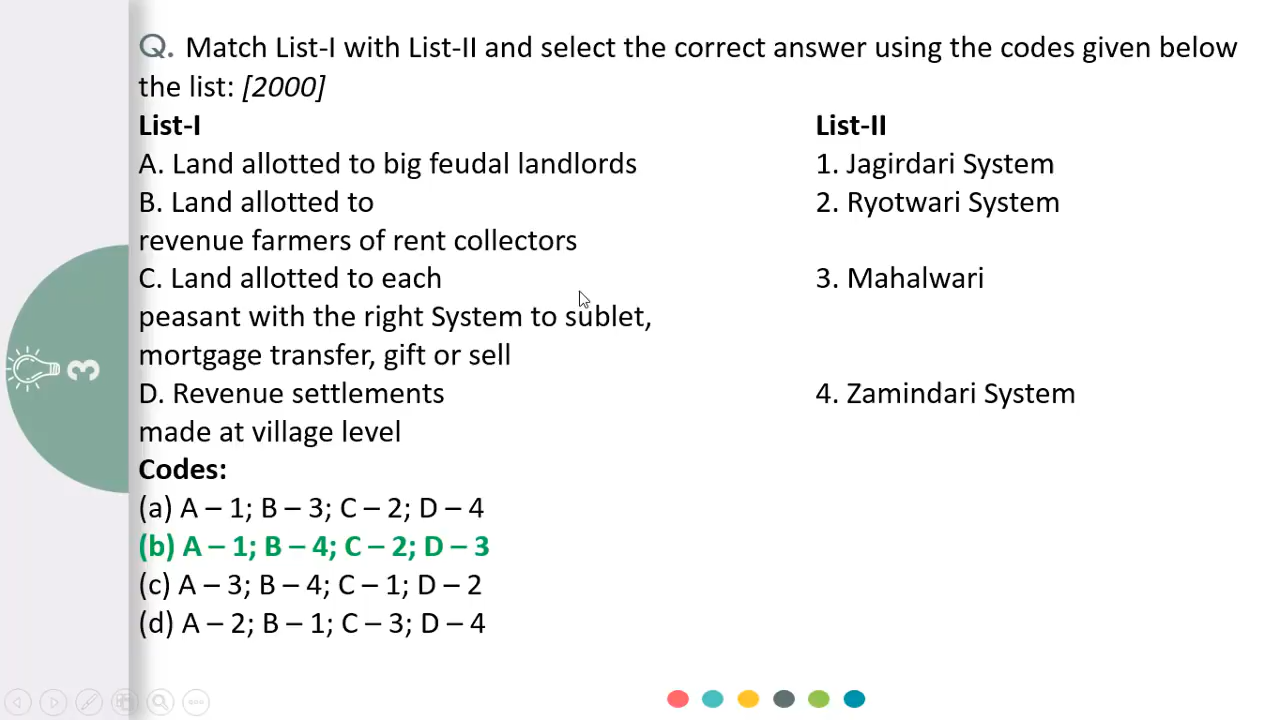 Q. Match List-I with List-II and select the correct answer using the codes given below
the list: [2000]
List-I List-II
A. Land allotted to big feudal landlords 1. Jagirdari System
B. Land allotted to 2. Ryotwari System
revenue farmers of rent collectors
C. Land allotted to each 3. Mahalwari
peasant with the right System to sublet,
mortgage transfer, gift or sell
D. Revenue settlements 4. Zamindari System
made at village level
Codes:
(a) A – 1; B – 3; C – 2; D – 4
(b) A – 1; B – 4; C – 2; D – 3
(c) A – 3; B – 4; C – 1; D – 2
(d) A – 2; B – 1; C – 3; D – 4
3